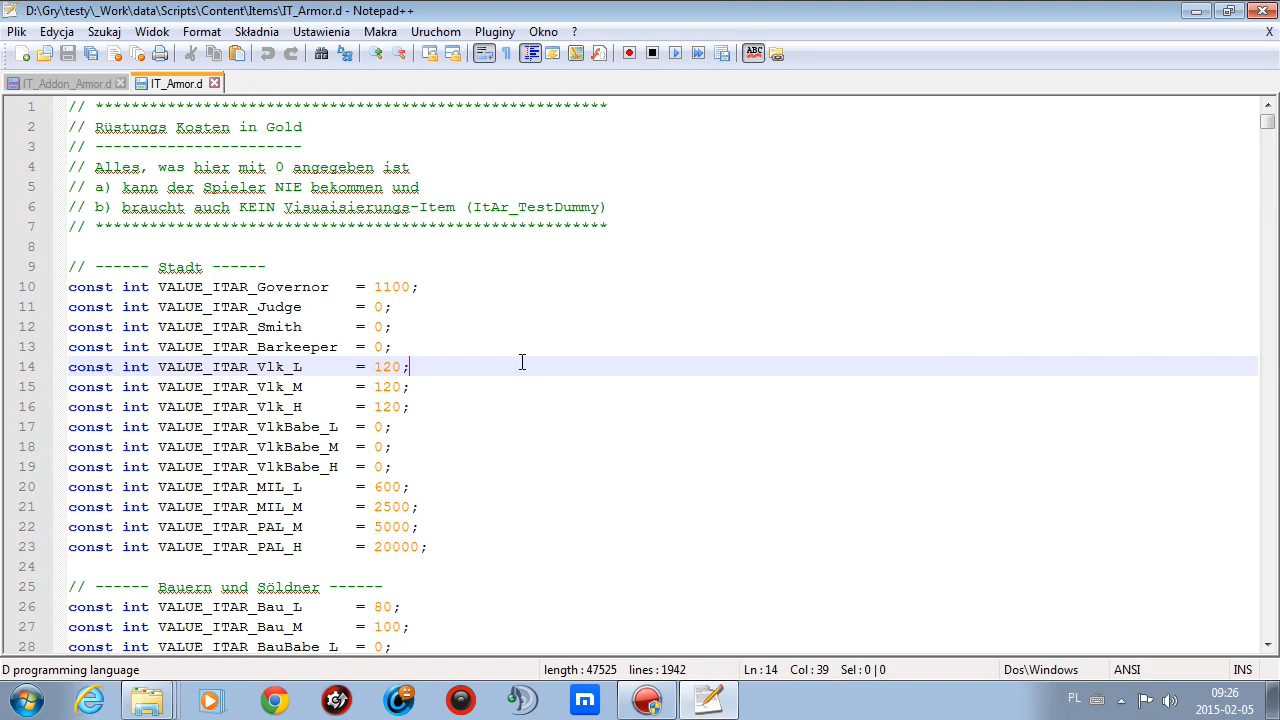 D:\Gry\testy\_Work\data\Scripts\Content\Items\IT_Armor.d - Notepad++
Plik Edycja Szukaj Widok Format Składnia Ustawienia Makra Uruchom Pluginy Okno ? X
ABC
IT_Addon_Armor.d IT_Armor.d
1 // *********************************************************
2 // Rüstungs Kosten in Gold
3 // -----------------------
4 // Alles, was hier mit 0 angegeben ist
5 // a) kann der Spieler NIE bekommen und
6 // b) braucht auch KEIN Visuaisierungs-Item (ItAr_TestDummy)
7 // *********************************************************
8
9 // ------ Stadt ------
10 const int VALUE_ITAR_Governor = 1100;
11 const int VALUE_ITAR_Judge = 0;
12 const int VALUE_ITAR_Smith = 0;
13 const int VALUE_ITAR_Barkeeper = 0;
14 const int VALUE_ITAR_Vlk_L = 120;
15 const int VALUE_ITAR_Vlk_M = 120;
16 const int VALUE_ITAR_Vlk_H = 120;
17 const int VALUE_ITAR_VlkBabe_L = 0;
18 const int VALUE_ITAR_VlkBabe_M = 0;
19 const int VALUE_ITAR_VlkBabe_H = 0;
20 const int VALUE_ITAR_MIL_L = 600;
21 const int VALUE_ITAR_MIL_M = 2500;
22 const int VALUE_ITAR_PAL_M = 5000;
23 const int VALUE_ITAR_PAL_H = 20000;
24
25 // ------ Bauern und Söldner ------
26 const int VALUE_ITAR_Bau_L = 80;
27 const int VALUE_ITAR_Bau_M = 100;
28 const int VALUE_ITAR_BauBabe_L = 0;
D programming language length : 47525 lines : 1942 Ln : 14 Col : 39 Sel : 0 | 0 Dos\Windows ANSI INS
PL 09:26
2015-02-05